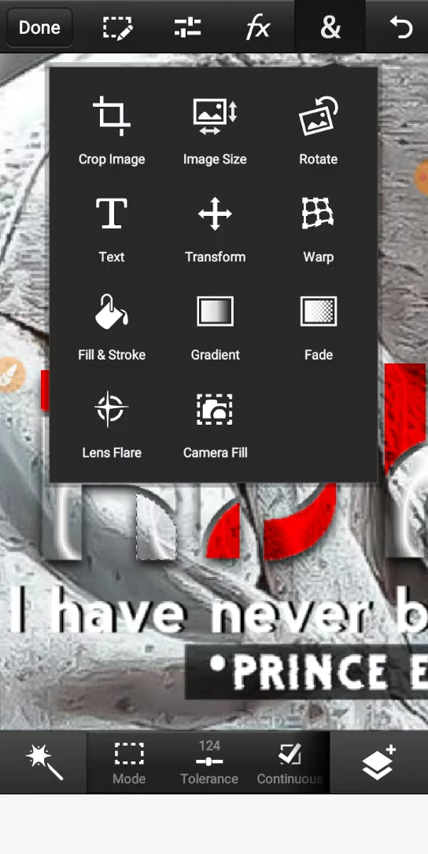 Done fx &
Crop Image Image Size Rotate
Text Transform Warp
Fill & Stroke Gradient Fade
Lens Flare Camera Fill
I have never b
•PRINCE E
124
Mode Tolerance Continuous